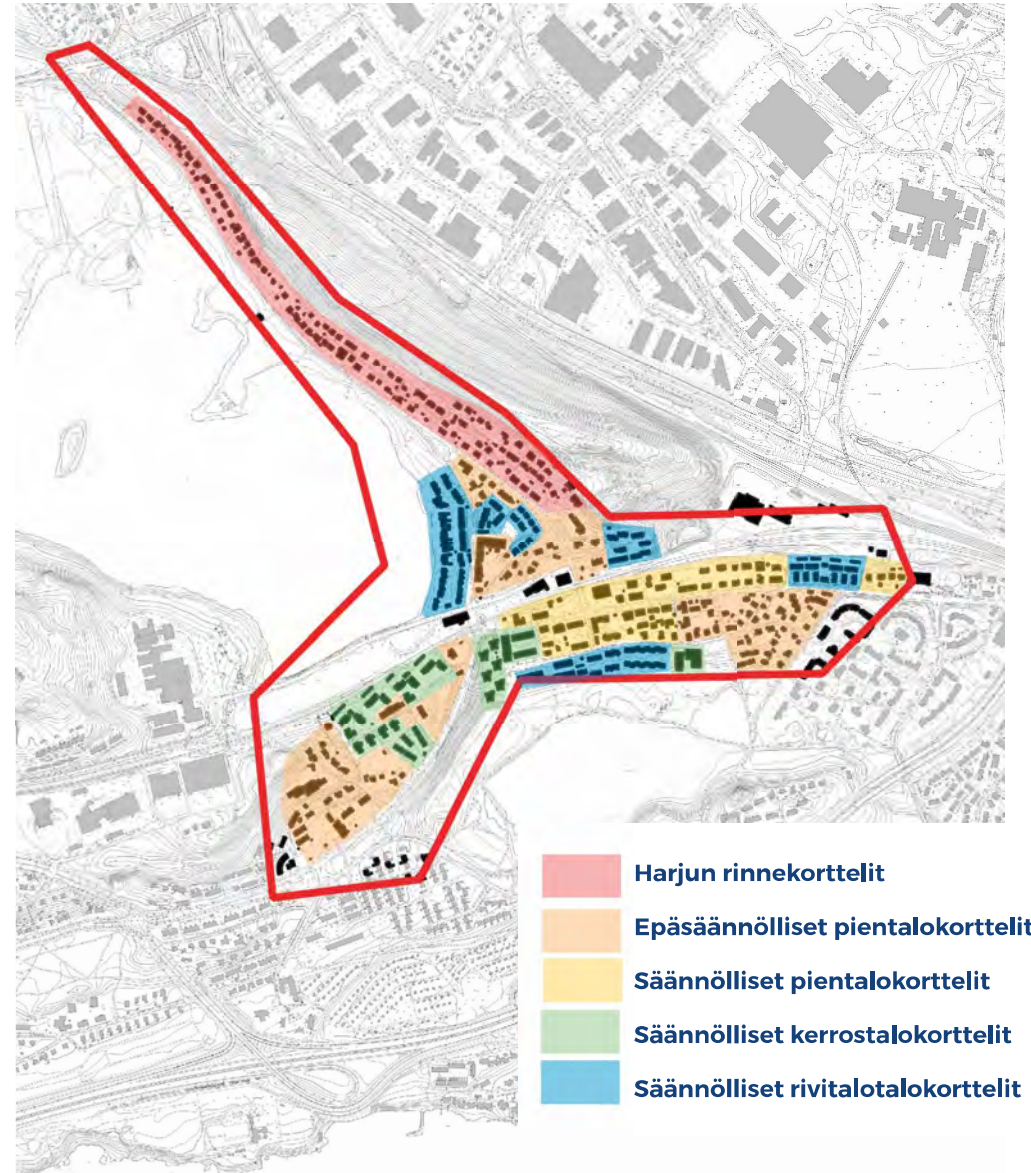 Harjun rinnekorttelit
Epäsäännölliset pientalokorttelit
Säännölliset pientalokorttelit
Säännölliset kerrostalokorttelit
Säännölliset rivitalotalokorttelit